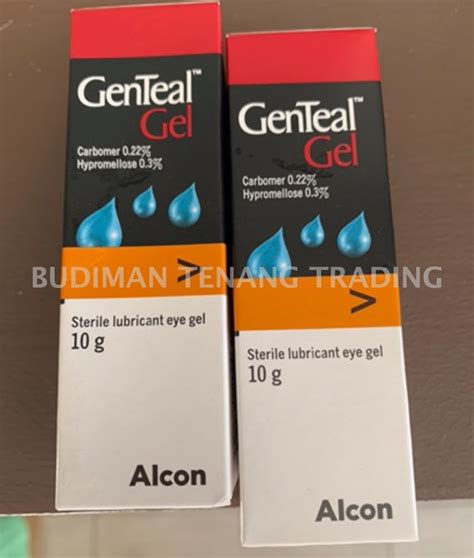 GenTeal™
Gel
Carbomer 0.22%
Hypromellose 0.3%
Sterile lubricant eye gel
10 g
Alcon
GenTeal™
Gel
Carbomer 0.22%
Hypromellose 0.3%
Sterile lubricant eye gel
10 g
Alcon
BUDIMAN TENANG TRADING